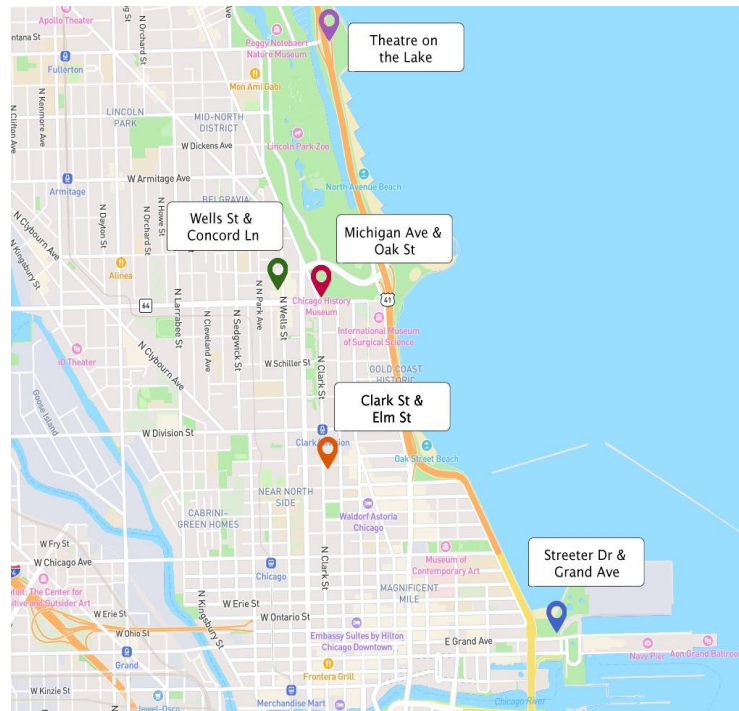 Apollo Theater
N Orchard St
Peggy Notebaert
Nature Museum
Theatre on
the Lake
Fullerton
Mon Ami Gabi
N Clifton Ave
N Kenmore Ave
LINCOLN
PARK
MID-NORTH
DISTRICT
W Dickens Ave
Lincoln Park Zoo
W Armitage Ave
Armitage
North Avenue Beach
BELGRAVIA
N Howe St
N Orchard St
N Dayton St
N Clybourn Ave
N Kingsbury St
Wells St &
Concord Ln
Michigan Ave &
Oak St
Alinea
64
N Larrabee St
N Cleveland Ave
N Sedgwick St
N N Park Ave
N Wells St
Chicago History
Museum
41
International Museum
of Surgical Science
iO Theater
N Clybourn Ave
W Schiller St
N Clark St
GOLD COAST
HISTORIC
Goose Island
Clark St &
Elm St
W Division St
Oak Street Beach
NEAR NORTH
SIDE
CABRINI–
GREEN HOMES
Waldorf Astoria
Chicago
W Fry St
W Chicago Ave
Chicago
N Clark St
Museum of
Contemporary Art
Streeter Dr &
Grand Ave
MAGNIFICENT
MILE
N Kingsbury St
W Erie St
W Erie St
W Ontario St
W Ohio St
Embassy Suites by Hilton
Chicago Downtown
E Grand Ave
Grand
Navy Pier
Aon Grand Ballroo
Frontera Grill
W Kinzie St
Merchandise Mart
Chicago River